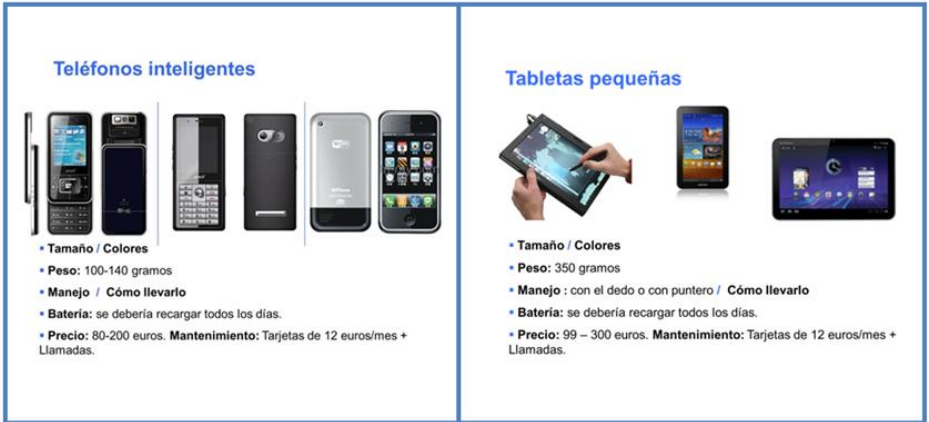 Teléfonos inteligentes
▪ Tamaño / Colores
▪ Peso: 100-140 gramos
▪ Manejo / Cómo llevarlo
▪ Batería: se debería recargar todos los días.
▪ Precio: 80-200 euros. Mantenimiento: Tarjetas de 12 euros/mes +
Llamadas.
Tabletas pequeñas
▪ Tamaño / Colores
▪ Peso: 350 gramos
▪ Manejo : con el dedo o con puntero / Cómo llevarlo
▪ Batería: se debería recargar todos los días.
▪ Precio: 99 – 300 euros. Mantenimiento: Tarjetas de 12 euros/mes +
Llamadas.